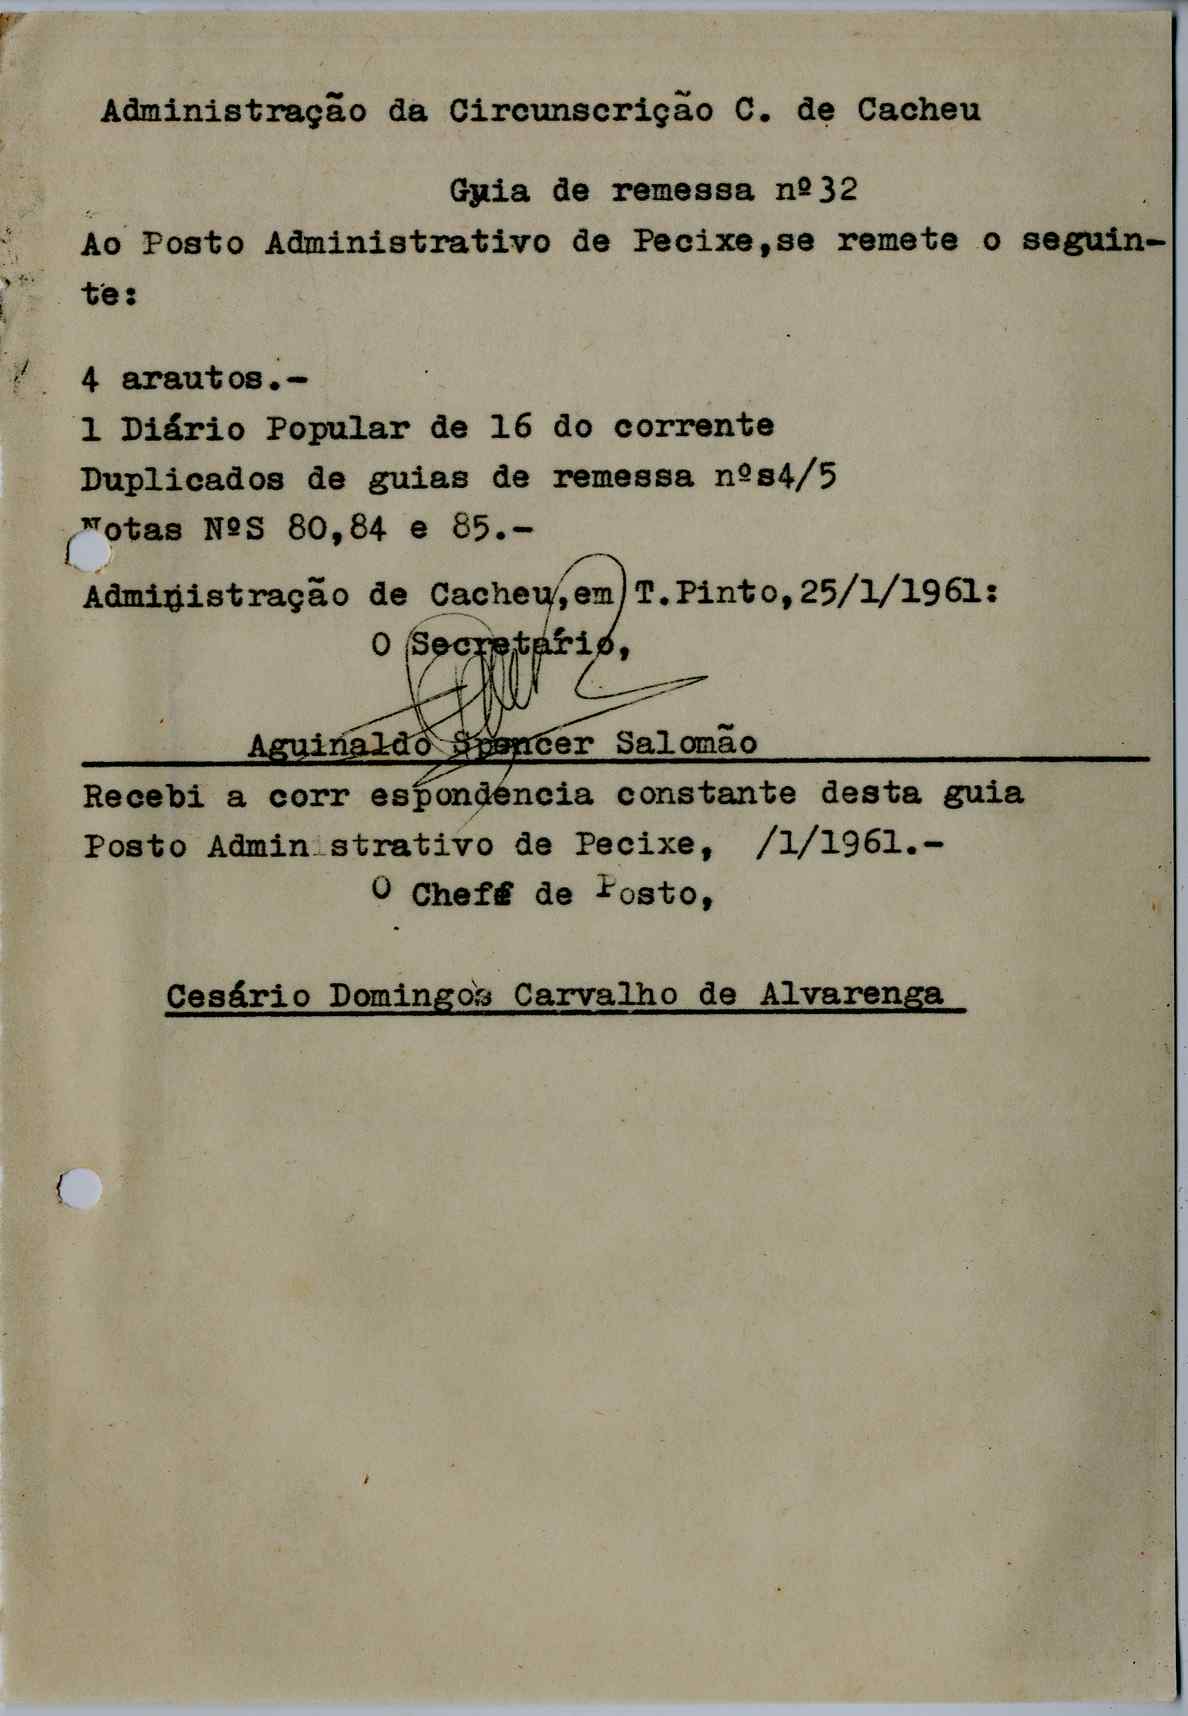 Administração da Circunscrição C. de Cacheu
Guia de remessa nº32
Ao Posto Administrativo de Pecixe,se remete o seguin-
te:
4 arautos.-
1 Diário Popular de 16 do corrente
Duplicados de guias de remessa nºs4/5
Notas NºS 80,84 e 85.-
Administração de Cacheu,em T.Pinto,25/1/1961:
O Secretário,
Aguinaldo Spencer Salomão
Recebi a corr espondencia constante desta guia
Posto Administrativo de Pecixe, /1/1961.-
O Chefe de Posto,
Cesário Domingos Carvalho de Alvarenga